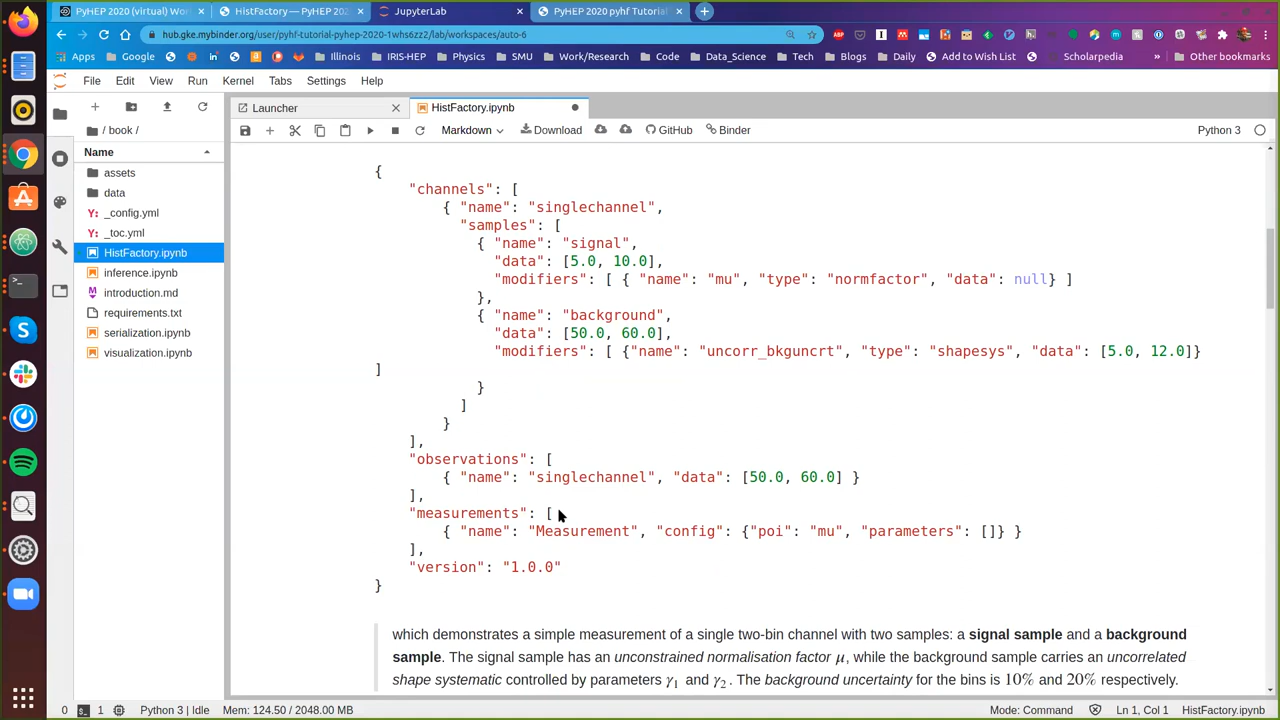 PyHEP 2020 (virtual) Wor
HistFactory — PyHEP 202
JupyterLab
PyHEP 2020 pyhf Tutorial
hub.gke.mybinder.org/user/pyhf-tutorial-pyhep-2020-1whs6zz2/lab/workspaces/auto-6
Apps
Google
Illinois
IRIS-HEP
Physics
SMU
Work/Research
Code
Data_Science
Tech
Blogs
Daily
Add to Wish List
Scholarpedia
»
Other bookmarks
File Edit View Run Kernel Tabs Settings Help
Launcher
HistFactory.ipynb
/ book /
Markdown
Download
GitHub
Binder
Python 3
Name
assets
data
_config.yml
_toc.yml
HistFactory.ipynb
inference.ipynb
introduction.md
requirements.txt
serialization.ipynb
visualization.ipynb
{
"channels": [
{ "name": "singlechannel",
"samples": [
{ "name": "signal",
"data": [5.0, 10.0],
"modifiers": [ { "name": "mu", "type": "normfactor", "data": null} ]
},
{ "name": "background",
"data": [50.0, 60.0],
"modifiers": [ {"name": "uncorr_bkguncrt", "type": "shapesys", "data": [5.0, 12.0]}
]
}
]
}
],
"observations": [
{ "name": "singlechannel", "data": [50.0, 60.0] }
],
"measurements": [
{ "name": "Measurement", "config": {"poi": "mu", "parameters": []} }
],
"version": "1.0.0"
}
which demonstrates a simple measurement of a single two-bin channel with two samples: a signal sample and a background
sample. The signal sample has an unconstrained normalisation factor μ, while the background sample carries an uncorrelated
shape systematic controlled by parameters γ1 and γ2. The background uncertainty for the bins is 10% and 20% respectively.
0
1
Python 3 | Idle
Mem: 124.50 / 2048.00 MB
Mode: Command
Ln 1, Col 1
HistFactory.ipynb